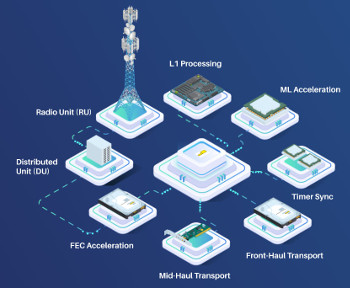 L1 Processing
ML Acceleration
Radio Unit (RU)
Distributed
Unit (DU)
Timer Sync
FEC Acceleration
Front-Haul Transport
Mid-Haul Transport